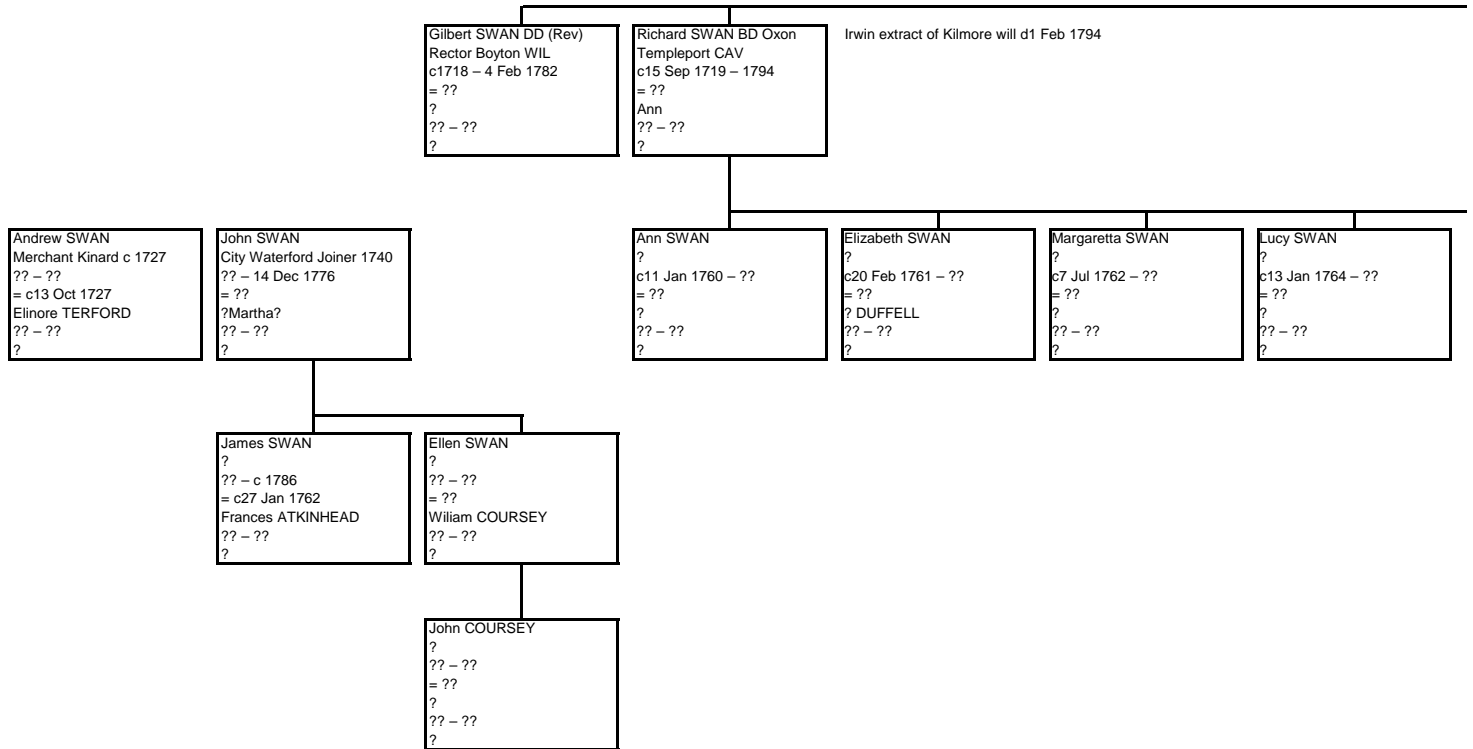 Gilbert SWAN DD (Rev)
Rector Boyton WIL
c1718 – 4 Feb 1782
= ??
?
?? – ??
?
Richard SWAN BD Oxon
Templeport CAV
c15 Sep 1719 – 1794
= ??
Ann
?? – ??
?
Irwin extract of Kilmore will d1 Feb 1794
Andrew SWAN
Merchant Kinard c 1727
?? – ??
= c13 Oct 1727
Elinore TERFORD
?? – ??
?
John SWAN
City Waterford Joiner 1740
?? – 14 Dec 1776
= ??
?Martha?
?? – ??
?
Ann SWAN
?
c11 Jan 1760 – ??
= ??
?
?? – ??
?
Elizabeth SWAN
?
c20 Feb 1761 – ??
= ??
? DUFFELL
?? – ??
?
Margaretta SWAN
?
c7 Jul 1762 – ??
= ??
?
?? – ??
?
Lucy SWAN
?
c13 Jan 1764 – ??
= ??
?
?? – ??
?
James SWAN
?
?? – c 1786
= c27 Jan 1762
Frances ATKINHEAD
?? – ??
?
Ellen SWAN
?
?? – ??
= ??
Wiliam COURSEY
?? – ??
?
John COURSEY
?
?? – ??
= ??
?
?? – ??
?